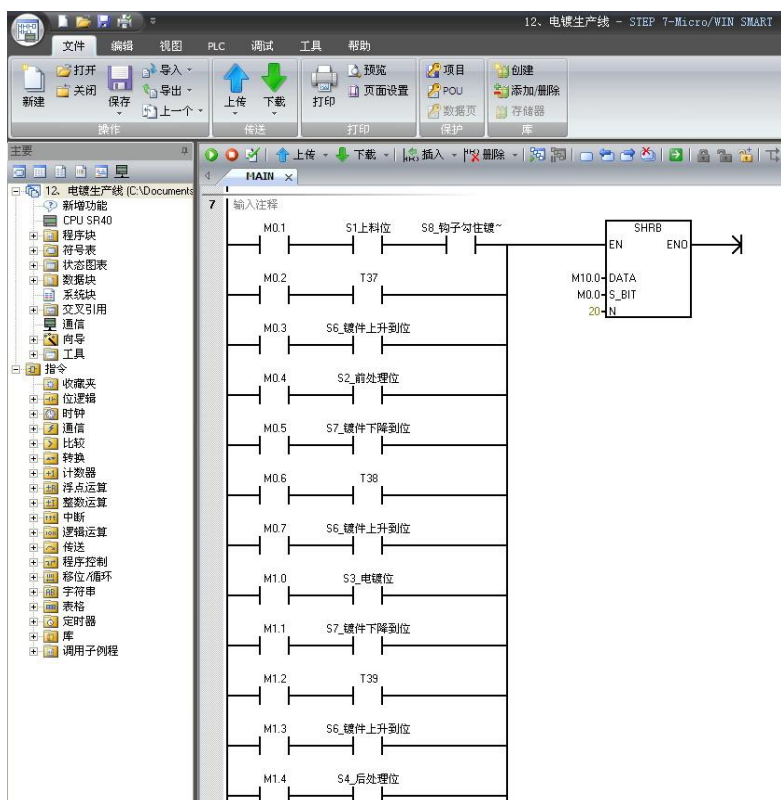 12、电镀生产线 - STEP 7-Micro/WIN SMART
文件 编辑 视图 PLC 调试 工具 帮助
新建 打开 关闭 保存 导入 导出 上一个 上传 下载 打印 预览 页面设置 项目 POU 数据页 创建 添加/删除 存储器
操作 传送 打印 保护 库
主要
上传 下载 插入 删除
MAIN
12、电镀生产线 (C:\Documents
新增功能
CPU SR40
程序块
符号表
状态图表
数据块
系统块
交叉引用
通信
向导
工具
指令
收藏夹
位逻辑
时钟
通信
比较
转换
计数器
浮点运算
整数运算
中断
逻辑运算
传送
程序控制
移位/循环
字符串
表格
定时器
库
调用子例程
7 输入注释
M0.1 S1上料位 S8_钩子勾住镀~
SHRB
EN ENO
M10.0 DATA
M0.0 S_BIT
20 N
M0.2 T37
M0.3 S6_镀件上升到位
M0.4 S2_前处理位
M0.5 S7_镀件下降到位
M0.6 T38
M0.7 S6_镀件上升到位
M1.0 S3_电镀位
M1.1 S7_镀件下降到位
M1.2 T39
M1.3 S6_镀件上升到位
M1.4 S4_后处理位